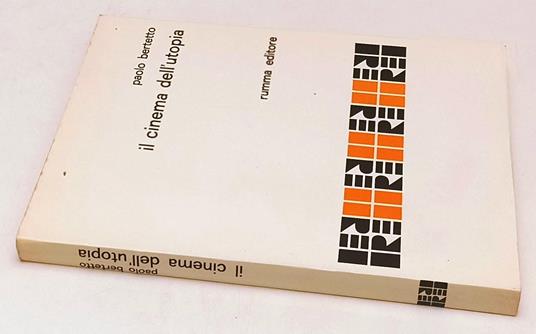 paolo bertetto
il cinema dell'utopia
rumma editore
paolo bertetto
il cinema dell'utopia